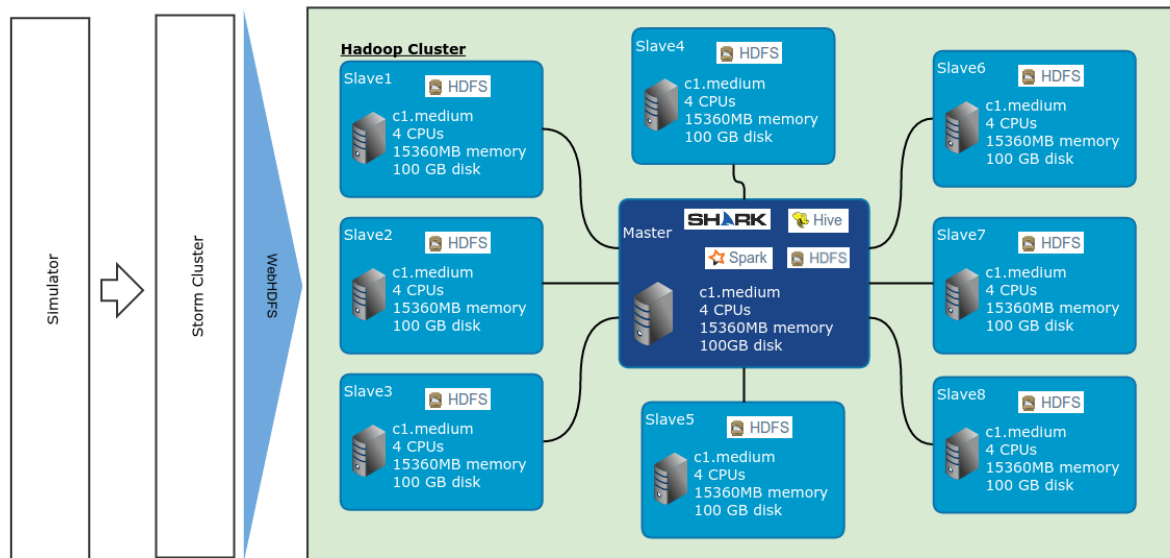 Simulator
Storm Cluster
WebHDFS
Hadoop Cluster
Slave1
HDFS
c1.medium
4 CPUs
15360MB memory
100 GB disk
Slave2
HDFS
c1.medium
4 CPUs
15360MB memory
100 GB disk
Slave3
HDFS
c1.medium
4 CPUs
15360MB memory
100 GB disk
Slave4
HDFS
c1.medium
4 CPUs
15360MB memory
100 GB disk
Master
SHARK
Hive
Spark
HDFS
c1.medium
4 CPUs
15360MB memory
100GB disk
Slave5
HDFS
c1.medium
4 CPUs
15360MB memory
100 GB disk
Slave6
HDFS
c1.medium
4 CPUs
15360MB memory
100 GB disk
Slave7
HDFS
c1.medium
4 CPUs
15360MB memory
100 GB disk
Slave8
HDFS
c1.medium
4 CPUs
15360MB memory
100 GB disk